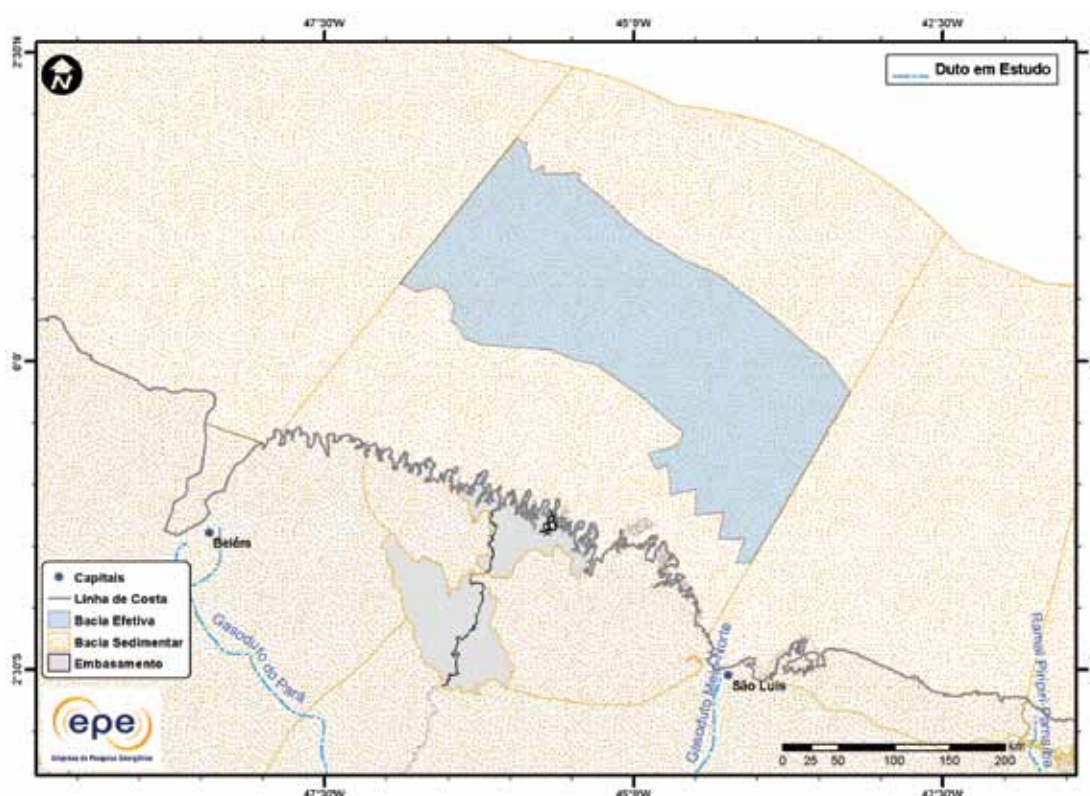 47°30'W
45°0'W
42°30'W
2°30'N
N
Duto em Estudo
0°0'
Belém
Capitais
Linha de Costa
Bacia Efetiva
Bacia Sedimentar
Embasamento
Gasoduto do Pará
Gasoduto Meio-Norte
São Luís
Ramal Piripiri-Parnaíba
2°30'S
epe
Empresa de Pesquisa Energética
km
0 25 50 100 150 200
47°30'W
45°0'W
42°30'W